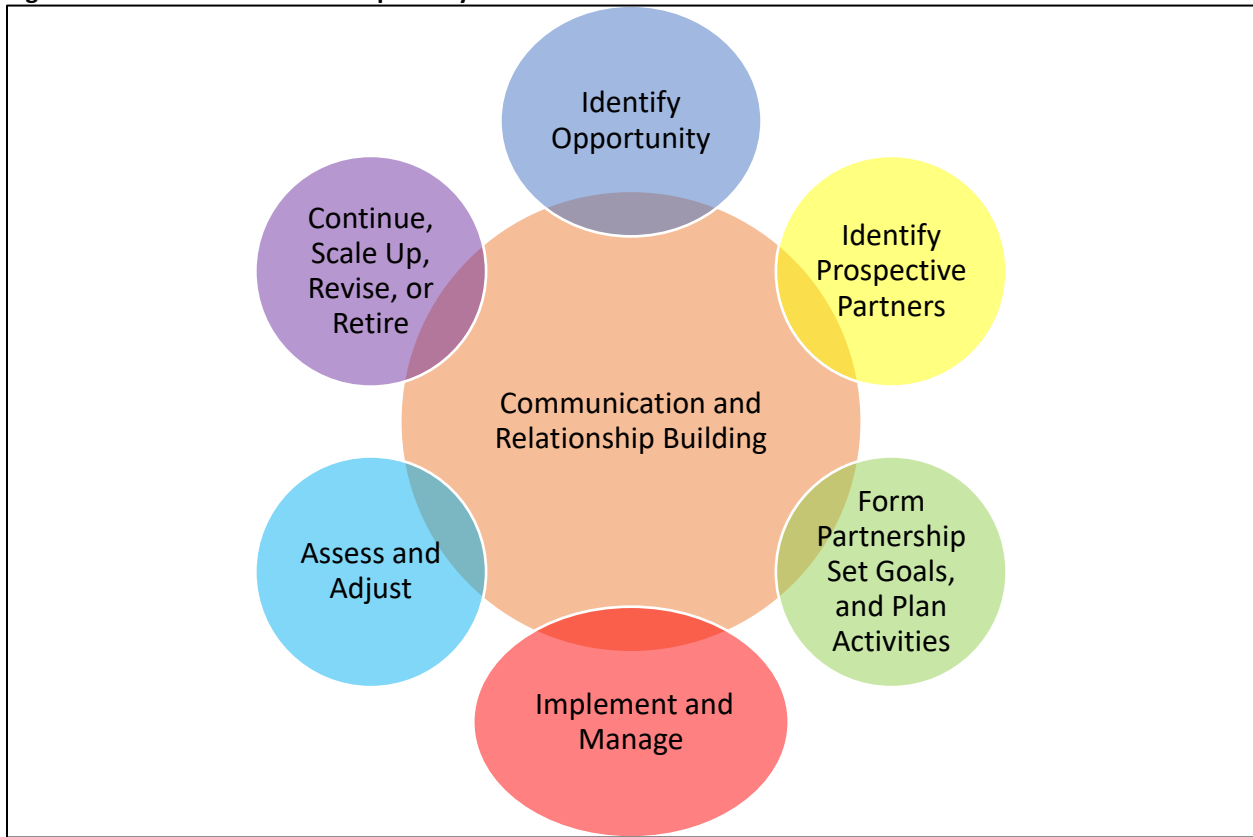 Identify
Opportunity
Identify
Prospective
Partners
Form
Partnership
Set Goals,
and Plan
Activities
Implement and
Manage
Assess and
Adjust
Continue,
Scale Up,
Revise, or
Retire
Communication and
Relationship Building